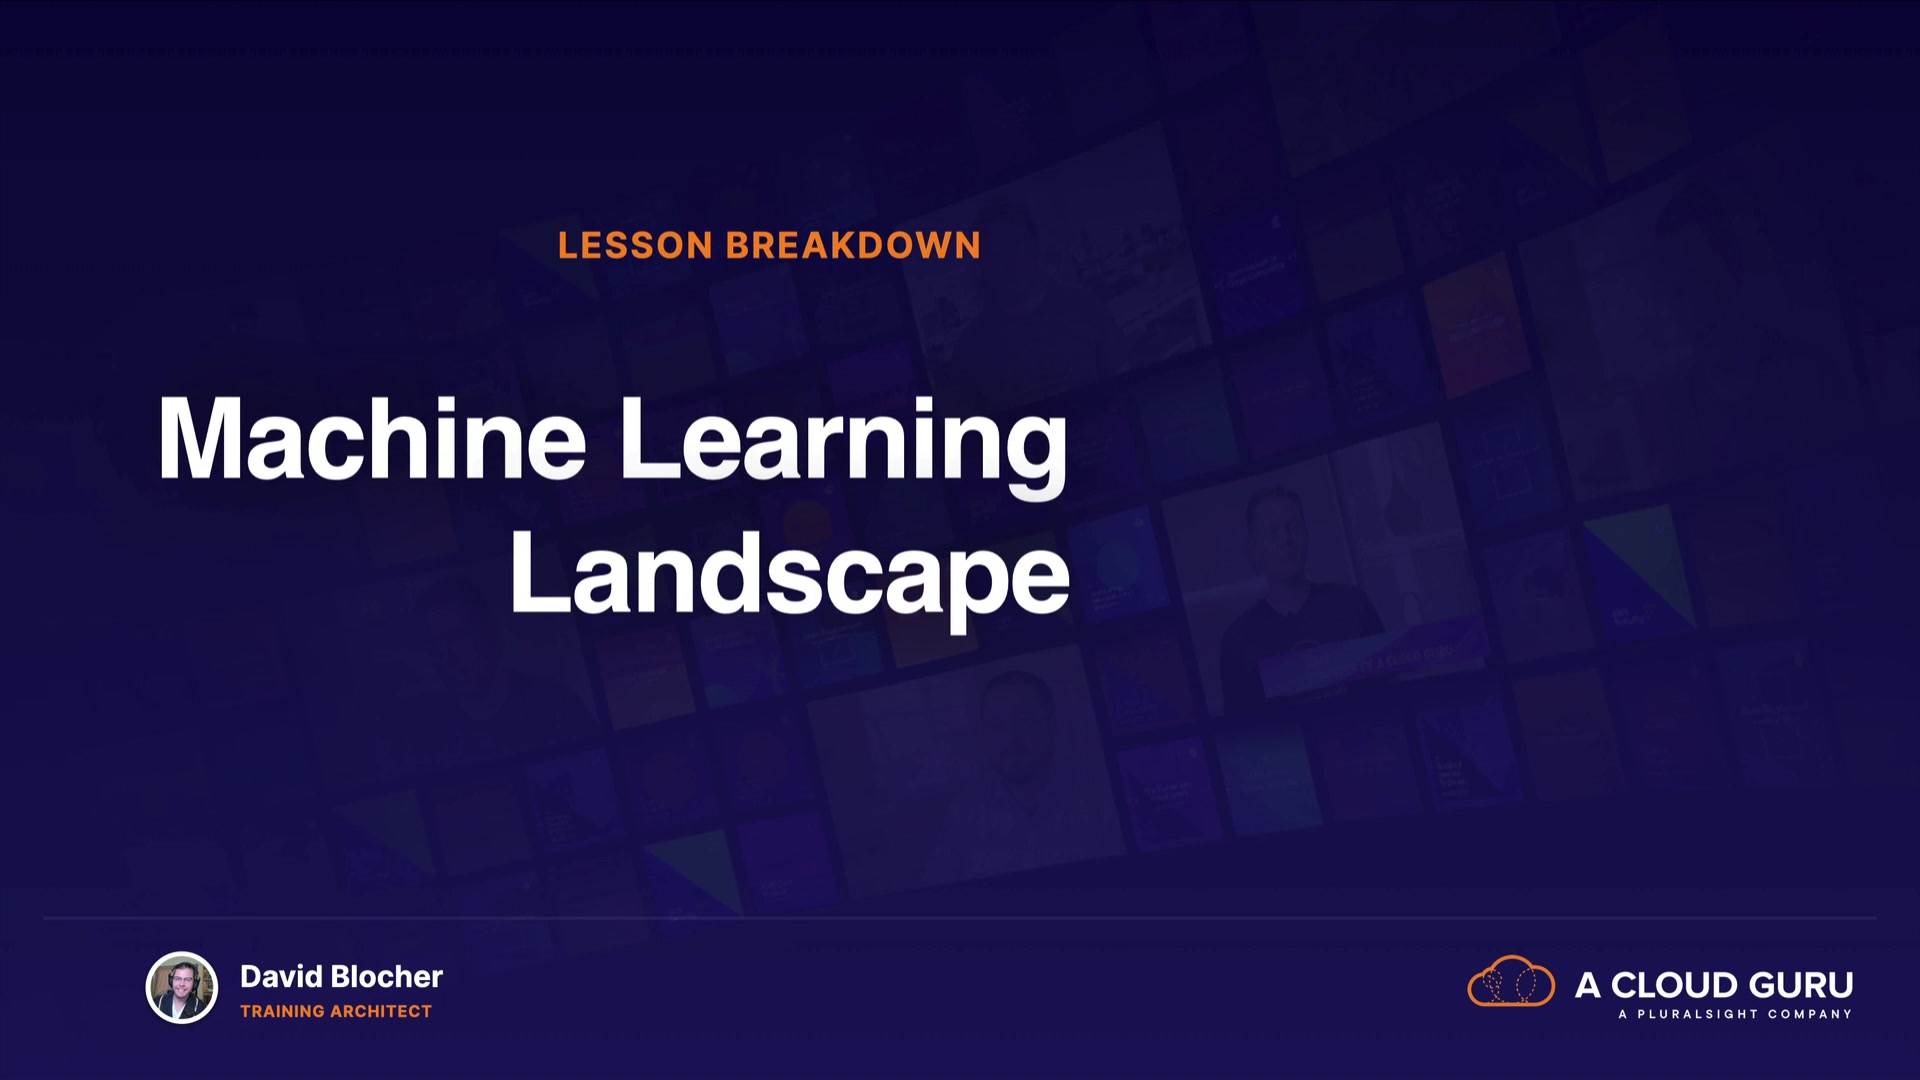 LESSON BREAKDOWN
Machine Learning
Landscape
David Blocher
TRAINING ARCHITECT
A CLOUD GURU
A PLURALSIGHT COMPANY